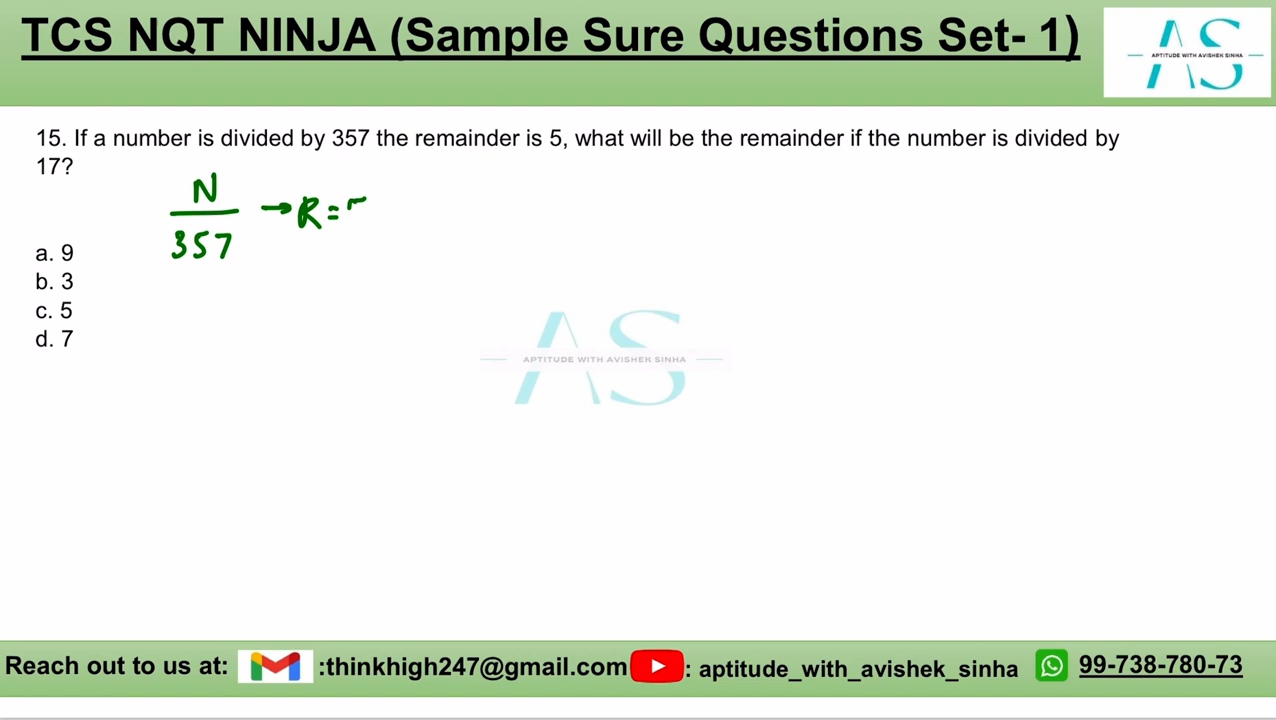 TCS NQT NINJA (Sample Sure Questions Set- 1)
AS
APTITUDE WITH AVISHEK SINHA
15. If a number is divided by 357 the remainder is 5, what will be the remainder if the number is divided by
17?
N
357
→R=
a. 9
b. 3
c. 5
d. 7
AS
APTITUDE WITH AVISHEK SINHA
Reach out to us at: :thinkhigh247@gmail.com : aptitude_with_avishek_sinha 99-738-780-73